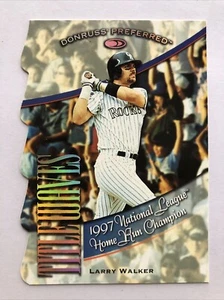 DONRUSS PREFERRED
ROCKIES
TITLE WAVES
1997 National League
Home Run Champion
LARRY WALKER